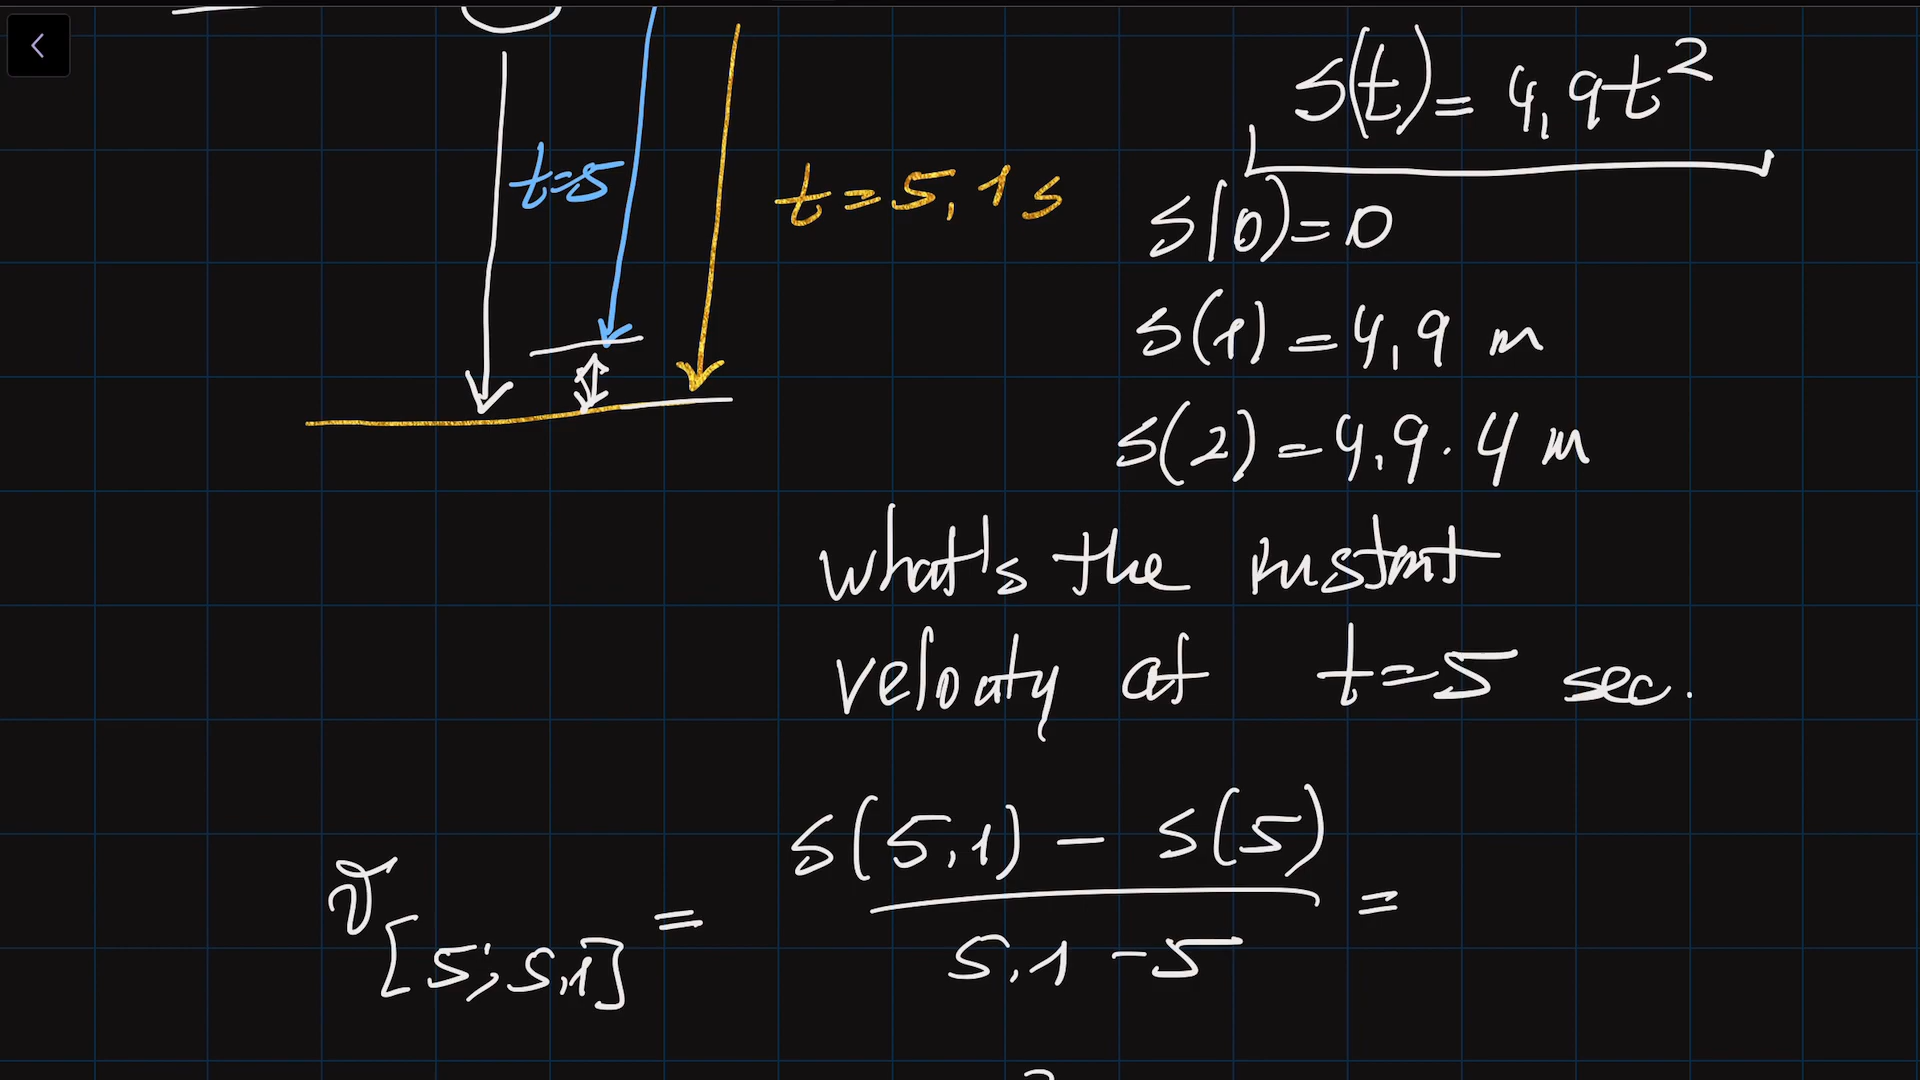 s(t) = 4,9t²
t=5
t = 5,1 s
s(0) = 0
s(1) = 4,9 m
s(2) = 4,9 · 4 m
what's the instant
velocity at t=5 sec.
v[5; 5,1] = (s(5,1) - s(5)) / (5,1 - 5) =